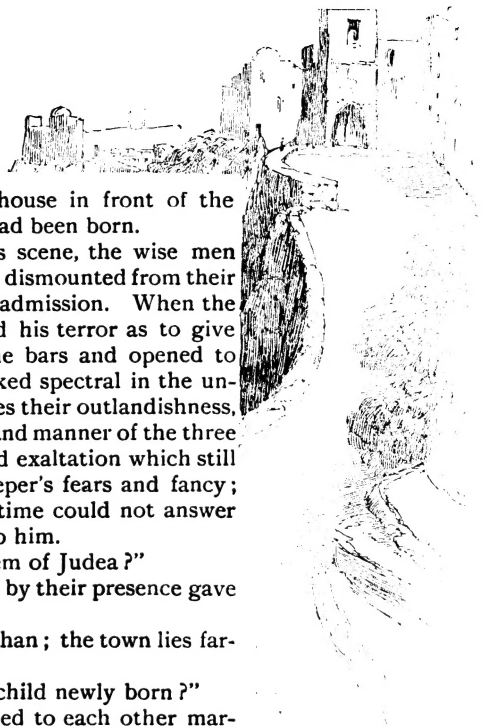 house in front of the
ad been born.
s scene, the wise men
dismounted from their
admission. When the
d his terror as to give
e bars and opened to
ked spectral in the un-
es their outlandishness,
nd manner of the three
d exaltation which still
eper's fears and fancy;
time could not answer
o him.
em of Judea?"
by their presence gave
han; the town lies far-
child newly born?"
ed to each other mar-